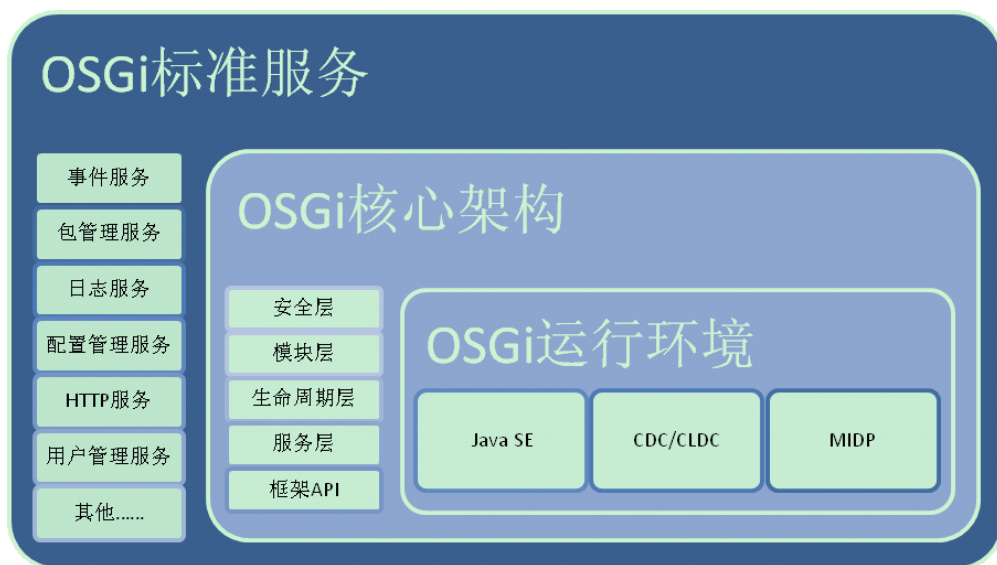 OSGi标准服务
事件服务
包管理服务
日志服务
配置管理服务
HTTP服务
用户管理服务
其他......
OSGi核心架构
安全层
模块层
生命周期层
服务层
框架API
OSGi运行环境
Java SE
CDC/CLDC
MIDP